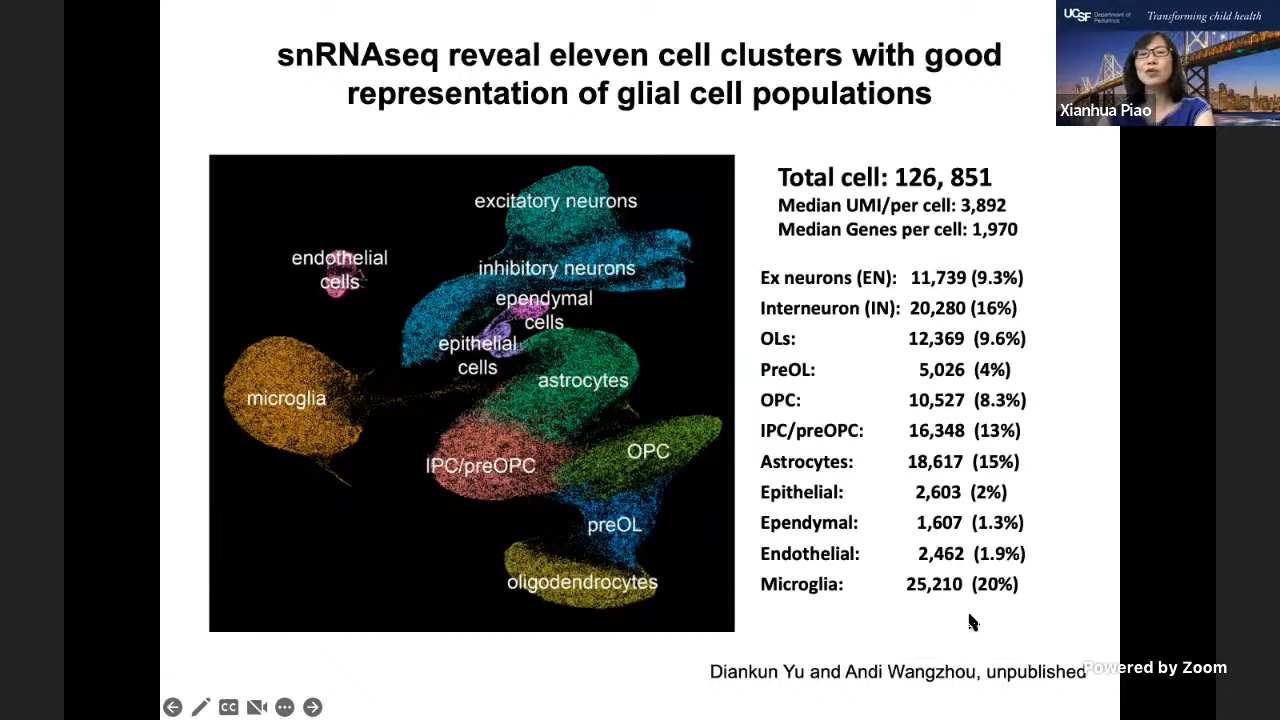 snRNAseq reveal eleven cell clusters with good
representation of glial cell populations
UCSF Department of Pediatrics
Transforming child health
Xianhua Piao
excitatory neurons
endothelial
cells
inhibitory neurons
ependymal
cells
epithelial
cells
astrocytes
microglia
OPC
IPC/preOPC
preOL
oligodendrocytes
Total cell: 126, 851
Median UMI/per cell: 3,892
Median Genes per cell: 1,970
Ex neurons (EN): 11,739 (9.3%)
Interneuron (IN): 20,280 (16%)
OLs: 12,369 (9.6%)
PreOL: 5,026 (4%)
OPC: 10,527 (8.3%)
IPC/preOPC: 16,348 (13%)
Astrocytes: 18,617 (15%)
Epithelial: 2,603 (2%)
Ependymal: 1,607 (1.3%)
Endothelial: 2,462 (1.9%)
Microglia: 25,210 (20%)
Diankun Yu and Andi Wangzhou, unpublished
Powered by Zoom
CC